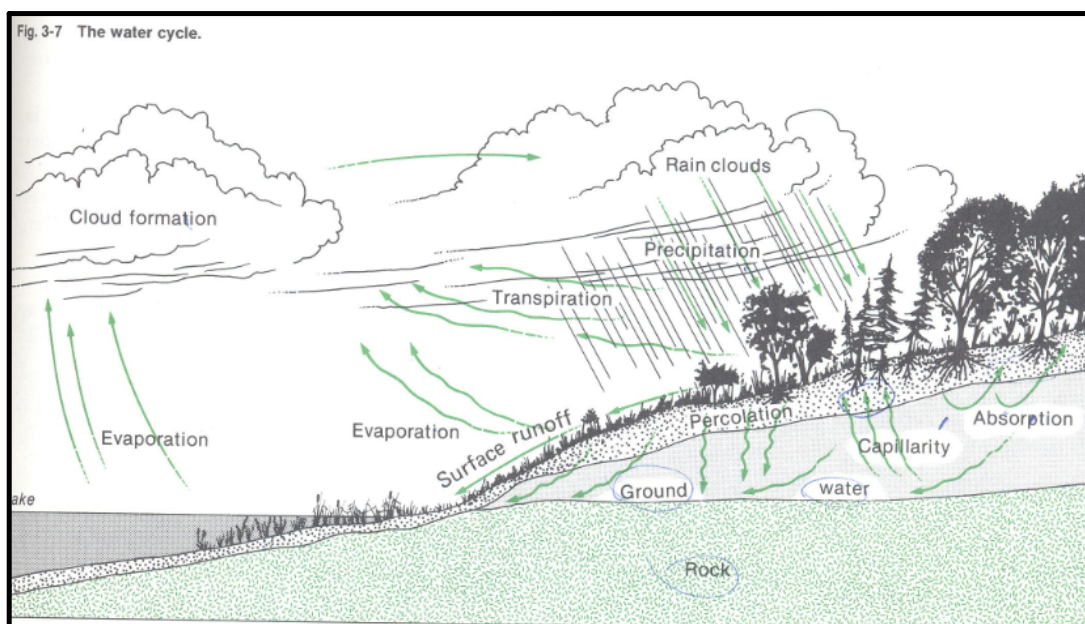 Fig. 3-7 The water cycle.
Rain clouds
Cloud formation
Precipitation
Transpiration
Evaporation
Evaporation
Surface runoff
Percolation
Absorption
Capillarity
Ground water
ake
Rock